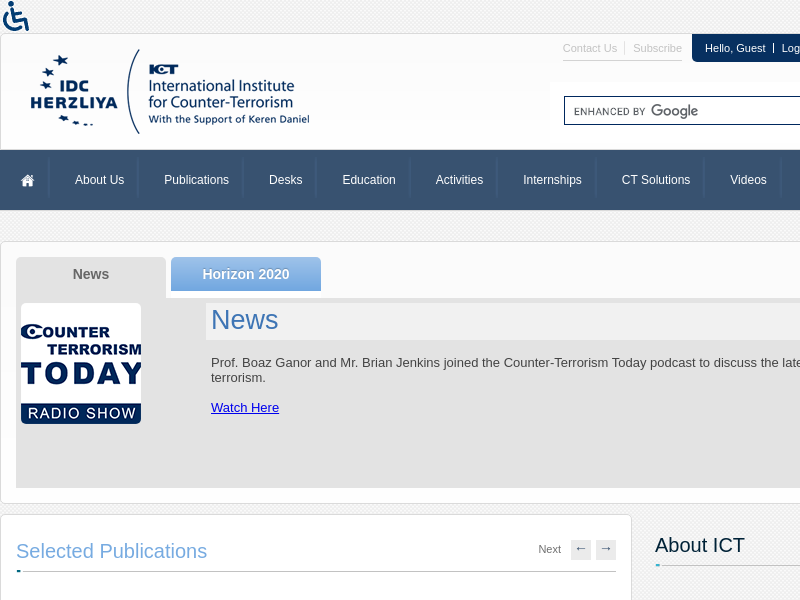 Contact Us
Subscribe
Hello, Guest
IDC
HERZLIYA
ICT
International Institute
for Counter-Terrorism
With the Support of Keren Daniel
ENHANCED BY Google
About Us
Publications
Desks
Education
Activities
Internships
CT Solutions
Videos
News
Horizon 2020
COUNTER
TERRORISM
TODAY
RADIO SHOW
News
Prof. Boaz Ganor and Mr. Brian Jenkins joined the Counter-Terrorism Today podcast to discuss the
terrorism.
Watch Here
Selected Publications
Next ← →
About ICT